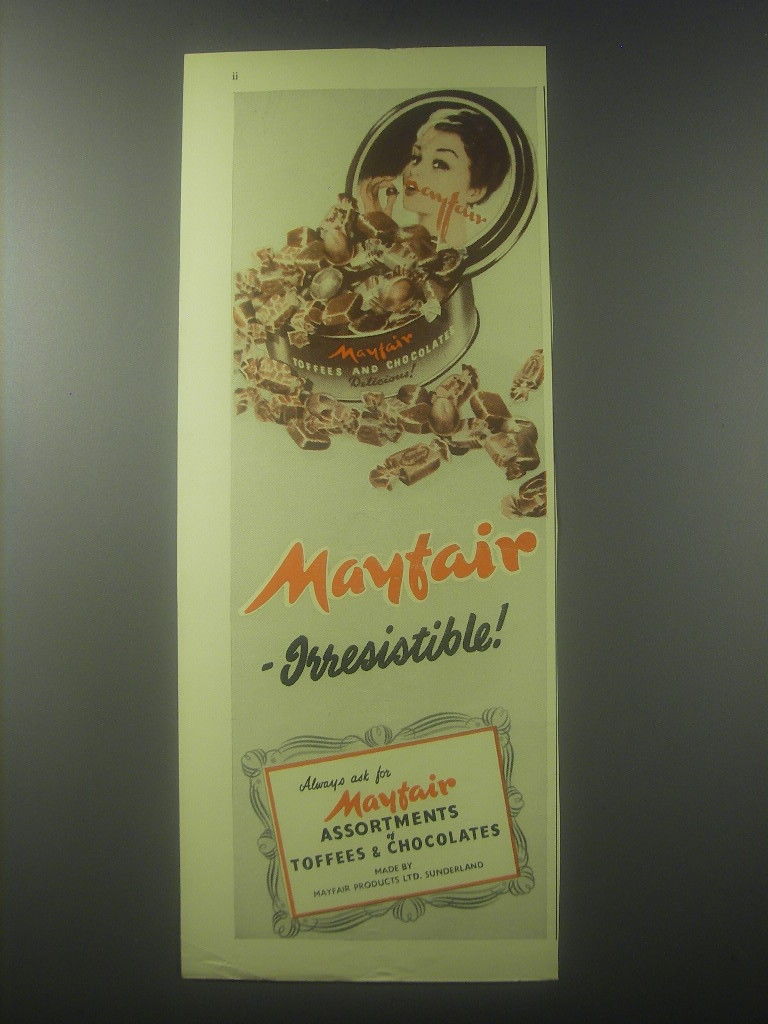 ii
Mayfair
Mayfair
TOFFEES AND CHOCOLATES
Delicious!
Mayfair
-Irresistible!
Always ask for
Mayfair
ASSORTMENTS
of
TOFFEES & CHOCOLATES
MADE BY
MAYFAIR PRODUCTS LTD. SUNDERLAND